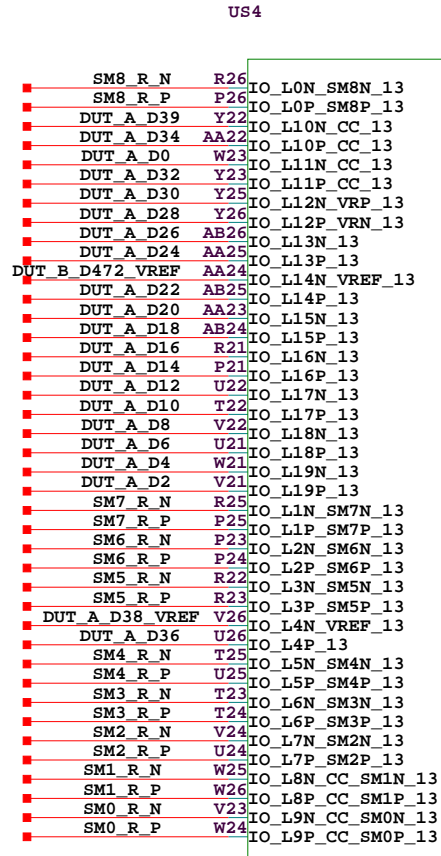 US4
SM8_R_N R26 IO_L0N_SM8N_13
SM8_R_P P26 IO_L0P_SM8P_13
DUT_A_D39 Y22 IO_L10N_CC_13
DUT_A_D34 AA22 IO_L10P_CC_13
DUT_A_D0 W23 IO_L11N_CC_13
DUT_A_D32 Y23 IO_L11P_CC_13
DUT_A_D30 Y25 IO_L12N_VRP_13
DUT_A_D28 Y26 IO_L12P_VRN_13
DUT_A_D26 AB26 IO_L13N_13
DUT_A_D24 AA25 IO_L13P_13
DUT_B_D472_VREF AA24 IO_L14N_VREF_13
DUT_A_D22 AB25 IO_L14P_13
DUT_A_D20 AA23 IO_L15N_13
DUT_A_D18 AB24 IO_L15P_13
DUT_A_D16 R21 IO_L16N_13
DUT_A_D14 P21 IO_L16P_13
DUT_A_D12 U22 IO_L17N_13
DUT_A_D10 T22 IO_L17P_13
DUT_A_D8 V22 IO_L18N_13
DUT_A_D6 U21 IO_L18P_13
DUT_A_D4 W21 IO_L19N_13
DUT_A_D2 V21 IO_L19P_13
SM7_R_N R25 IO_L1N_SM7N_13
SM7_R_P P25 IO_L1P_SM7P_13
SM6_R_N P23 IO_L2N_SM6N_13
SM6_R_P P24 IO_L2P_SM6P_13
SM5_R_N R22 IO_L3N_SM5N_13
SM5_R_P R23 IO_L3P_SM5P_13
DUT_A_D38_VREF V26 IO_L4N_VREF_13
DUT_A_D36 U26 IO_L4P_13
SM4_R_N T25 IO_L5N_SM4N_13
SM4_R_P U25 IO_L5P_SM4P_13
SM3_R_N T23 IO_L6N_SM3N_13
SM3_R_P T24 IO_L6P_SM3P_13
SM2_R_N V24 IO_L7N_SM2N_13
SM2_R_P U24 IO_L7P_SM2P_13
SM1_R_N W25 IO_L8N_CC_SM1N_13
SM1_R_P W26 IO_L8P_CC_SM1P_13
SM0_R_N V23 IO_L9N_CC_SM0N_13
SM0_R_P W24 IO_L9P_CC_SM0P_13